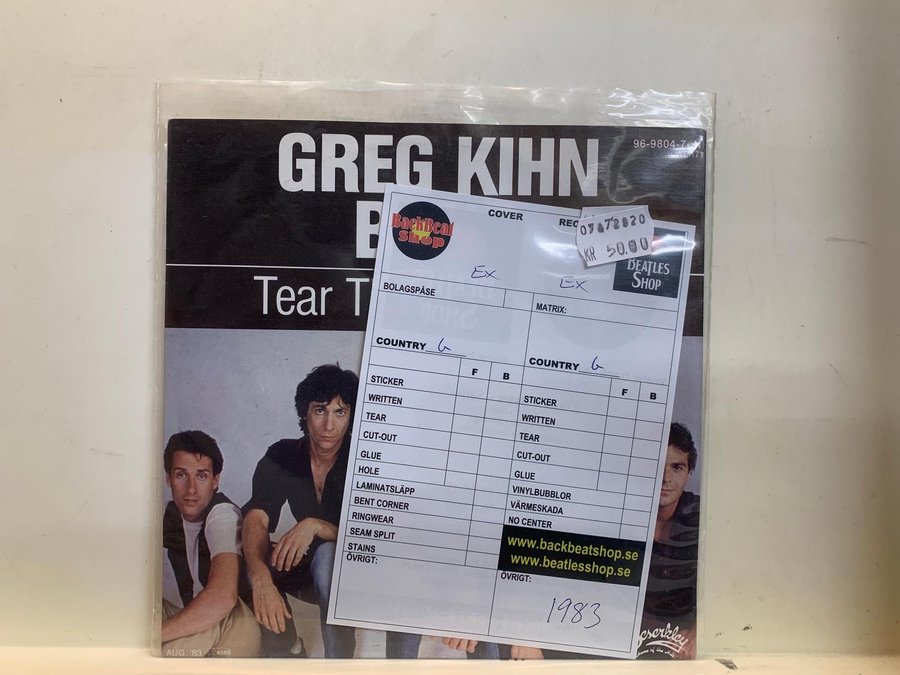 GREG KIHN
96-9804-7
B
Tear T
BackBeat
Shop
COVER
REC
07672820
KR 50.00
BEATLES
SHOP
Ex
Ex
BOLAGSPÅSE
MATRIX:
COUNTRY G
COUNTRY G
F B
F B
STICKER
STICKER
WRITTEN
WRITTEN
TEAR
TEAR
CUT-OUT
CUT-OUT
GLUE
GLUE
HOLE
VINYLBUBBLOR
LAMINATSLÄPP
VÄRMESKADA
BENT CORNER
NO CENTER
RINGWEAR
SEAM SPLIT
STAINS
www.backbeatshop.se
www.beatlesshop.se
ÖVRIGT:
ÖVRIGT:
1983
AUG '83
eserkley